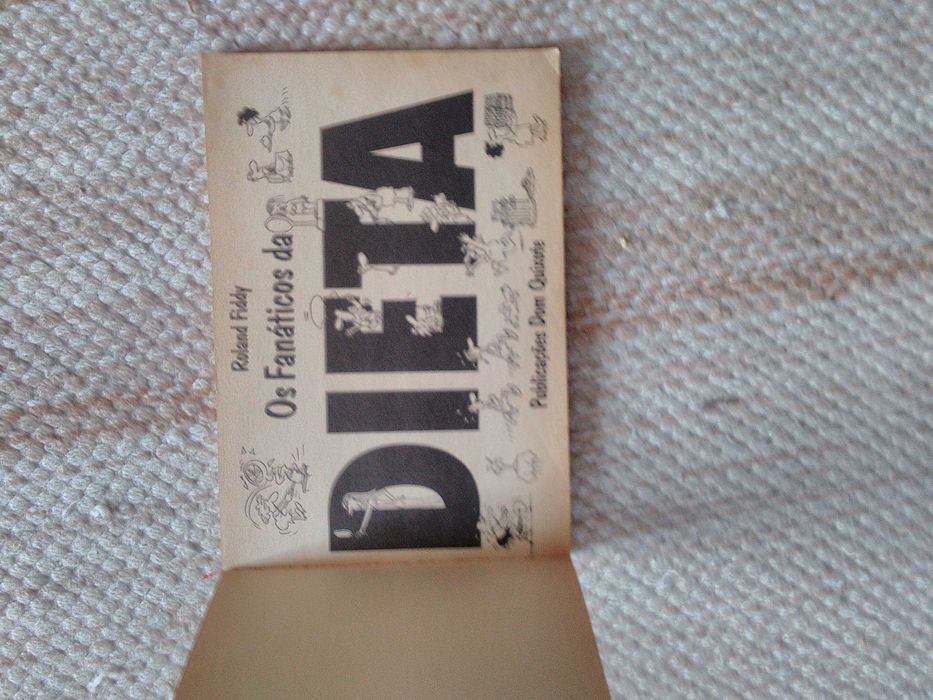 Roland Fiddy
Os Fanáticos da
DIETA
Publicações Dom Quixote